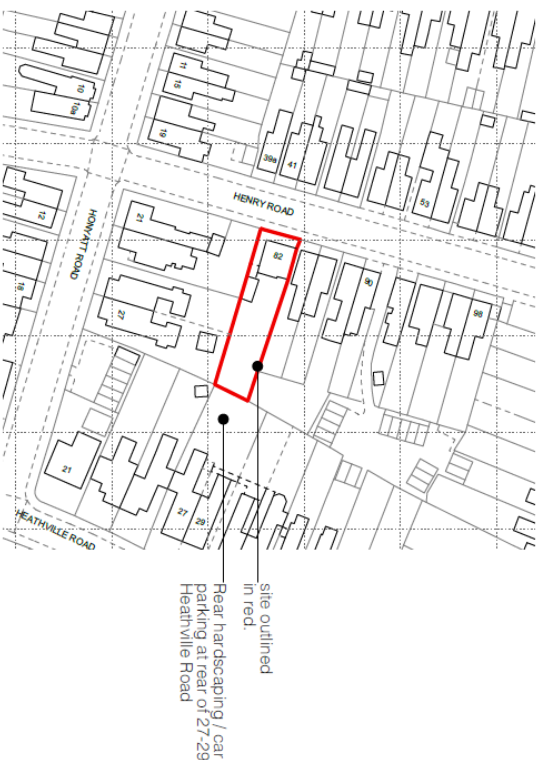 11
15
10
10a
19
39a
41
53
HENRY ROAD
12
21
82
HONYATT ROAD
18
27
90
98
21
27
29
HEATHVILLE ROAD
site outlined
in red.
Rear hardscaping / car
parking at rear of 27-29
Heathville Road